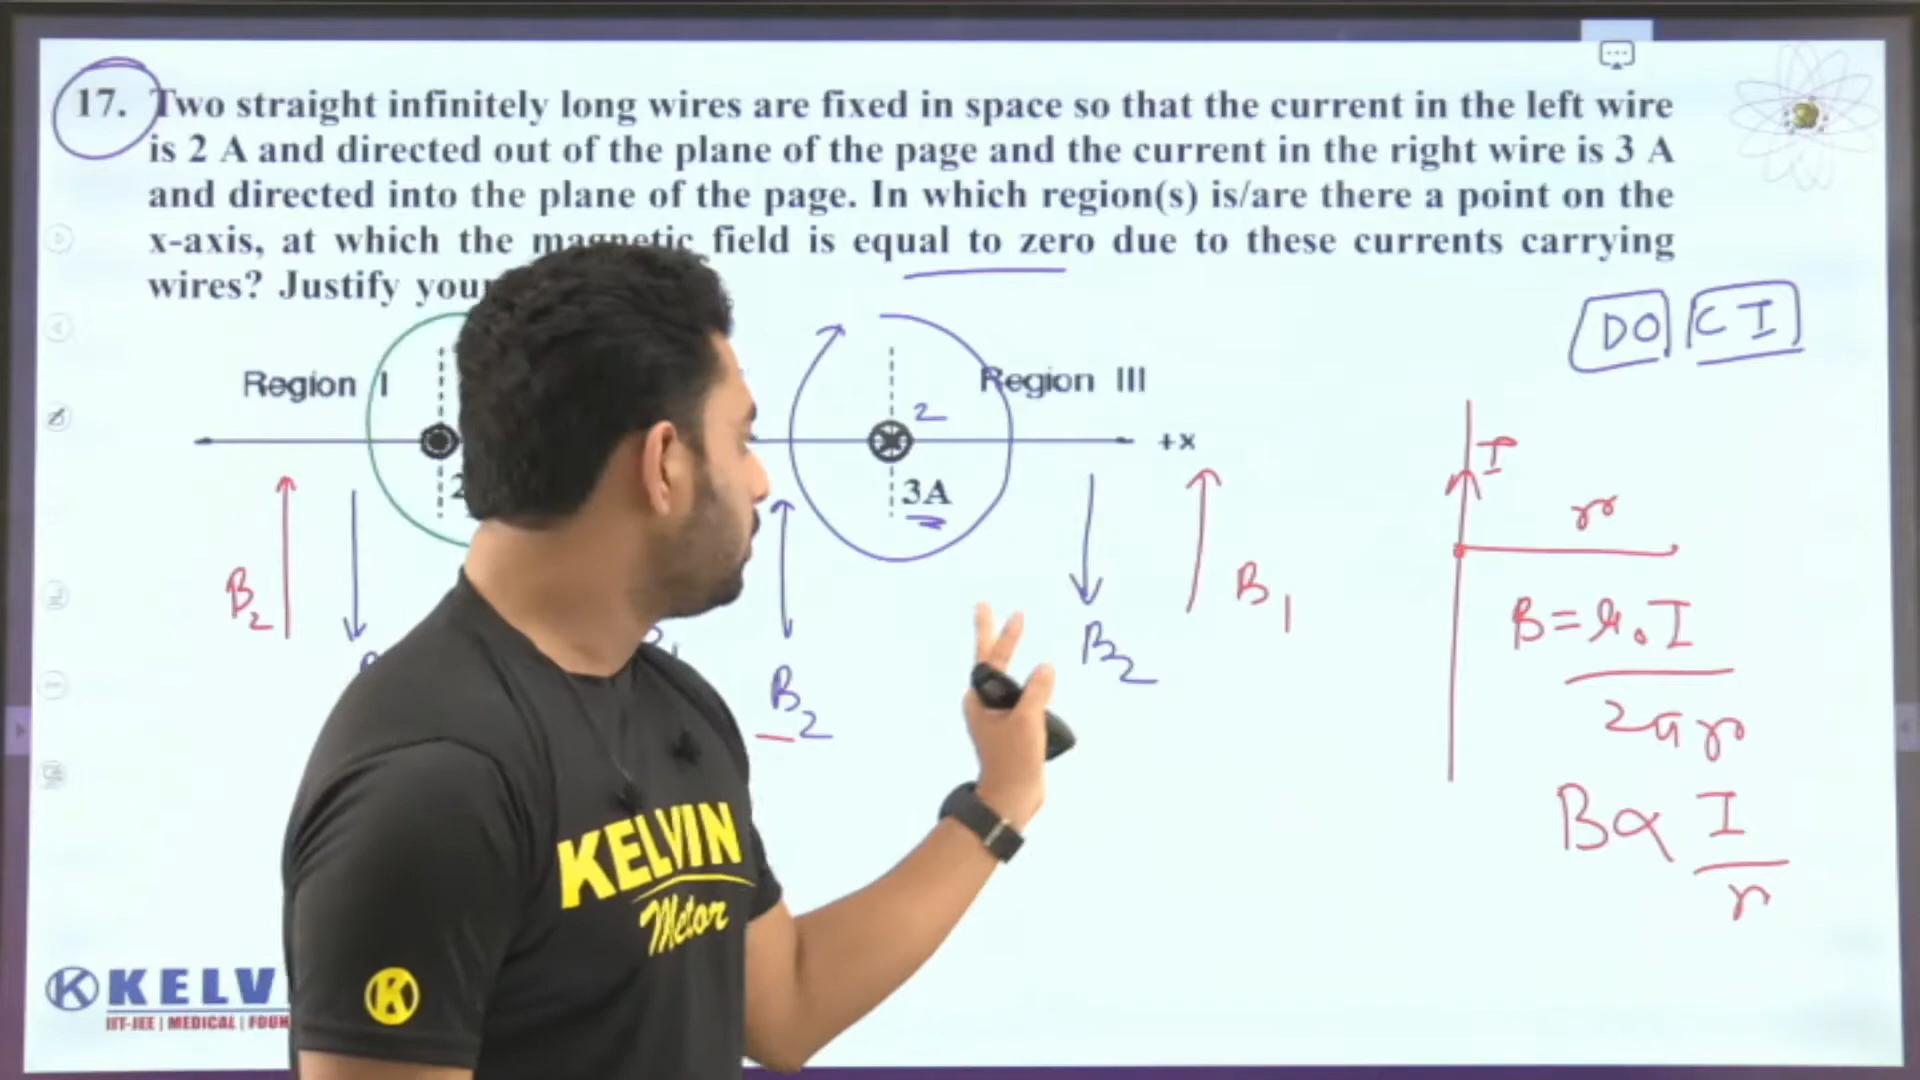 17. Two straight infinitely long wires are fixed in space so that the current in the left wire
is 2 A and directed out of the plane of the page and the current in the right wire is 3 A
and directed into the plane of the page. In which region(s) is/are there a point on the
x-axis, at which the magnetic field is equal to zero due to these currents carrying
wires? Justify your
DO CI
Region I
Region III
2
+x
I
2
3A
r
B2
B1
B = μ₀I
2πr
B2
B2
B ∝ I
r
KELVIN
Metor
K
KELV
IIT-JEE | MEDICAL |